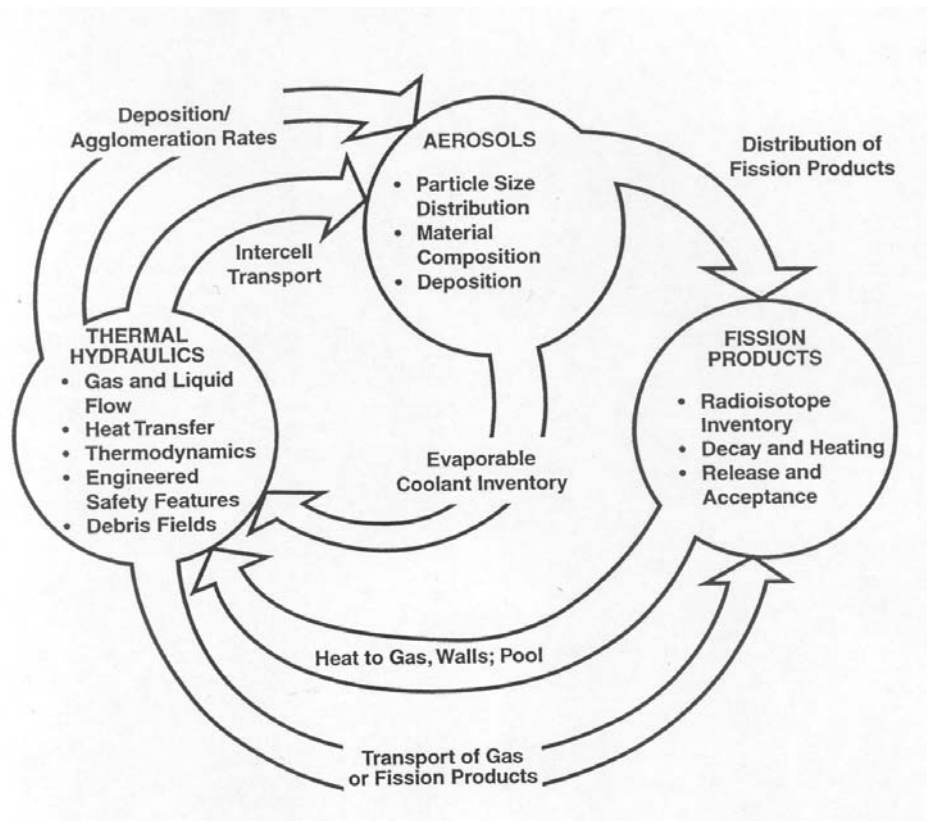 Deposition/
Agglomeration Rates
AEROSOLS
• Particle Size
Distribution
• Material
Composition
• Deposition
Distribution of
Fission Products
Intercell
Transport
THERMAL
HYDRAULICS
• Gas and Liquid
Flow
• Heat Transfer
• Thermodynamics
• Engineered
Safety Features
• Debris Fields
FISSION
PRODUCTS
• Radioisotope
Inventory
• Decay and Heating
• Release and
Acceptance
Evaporable
Coolant Inventory
Heat to Gas, Walls; Pool
Transport of Gas
or Fission Products